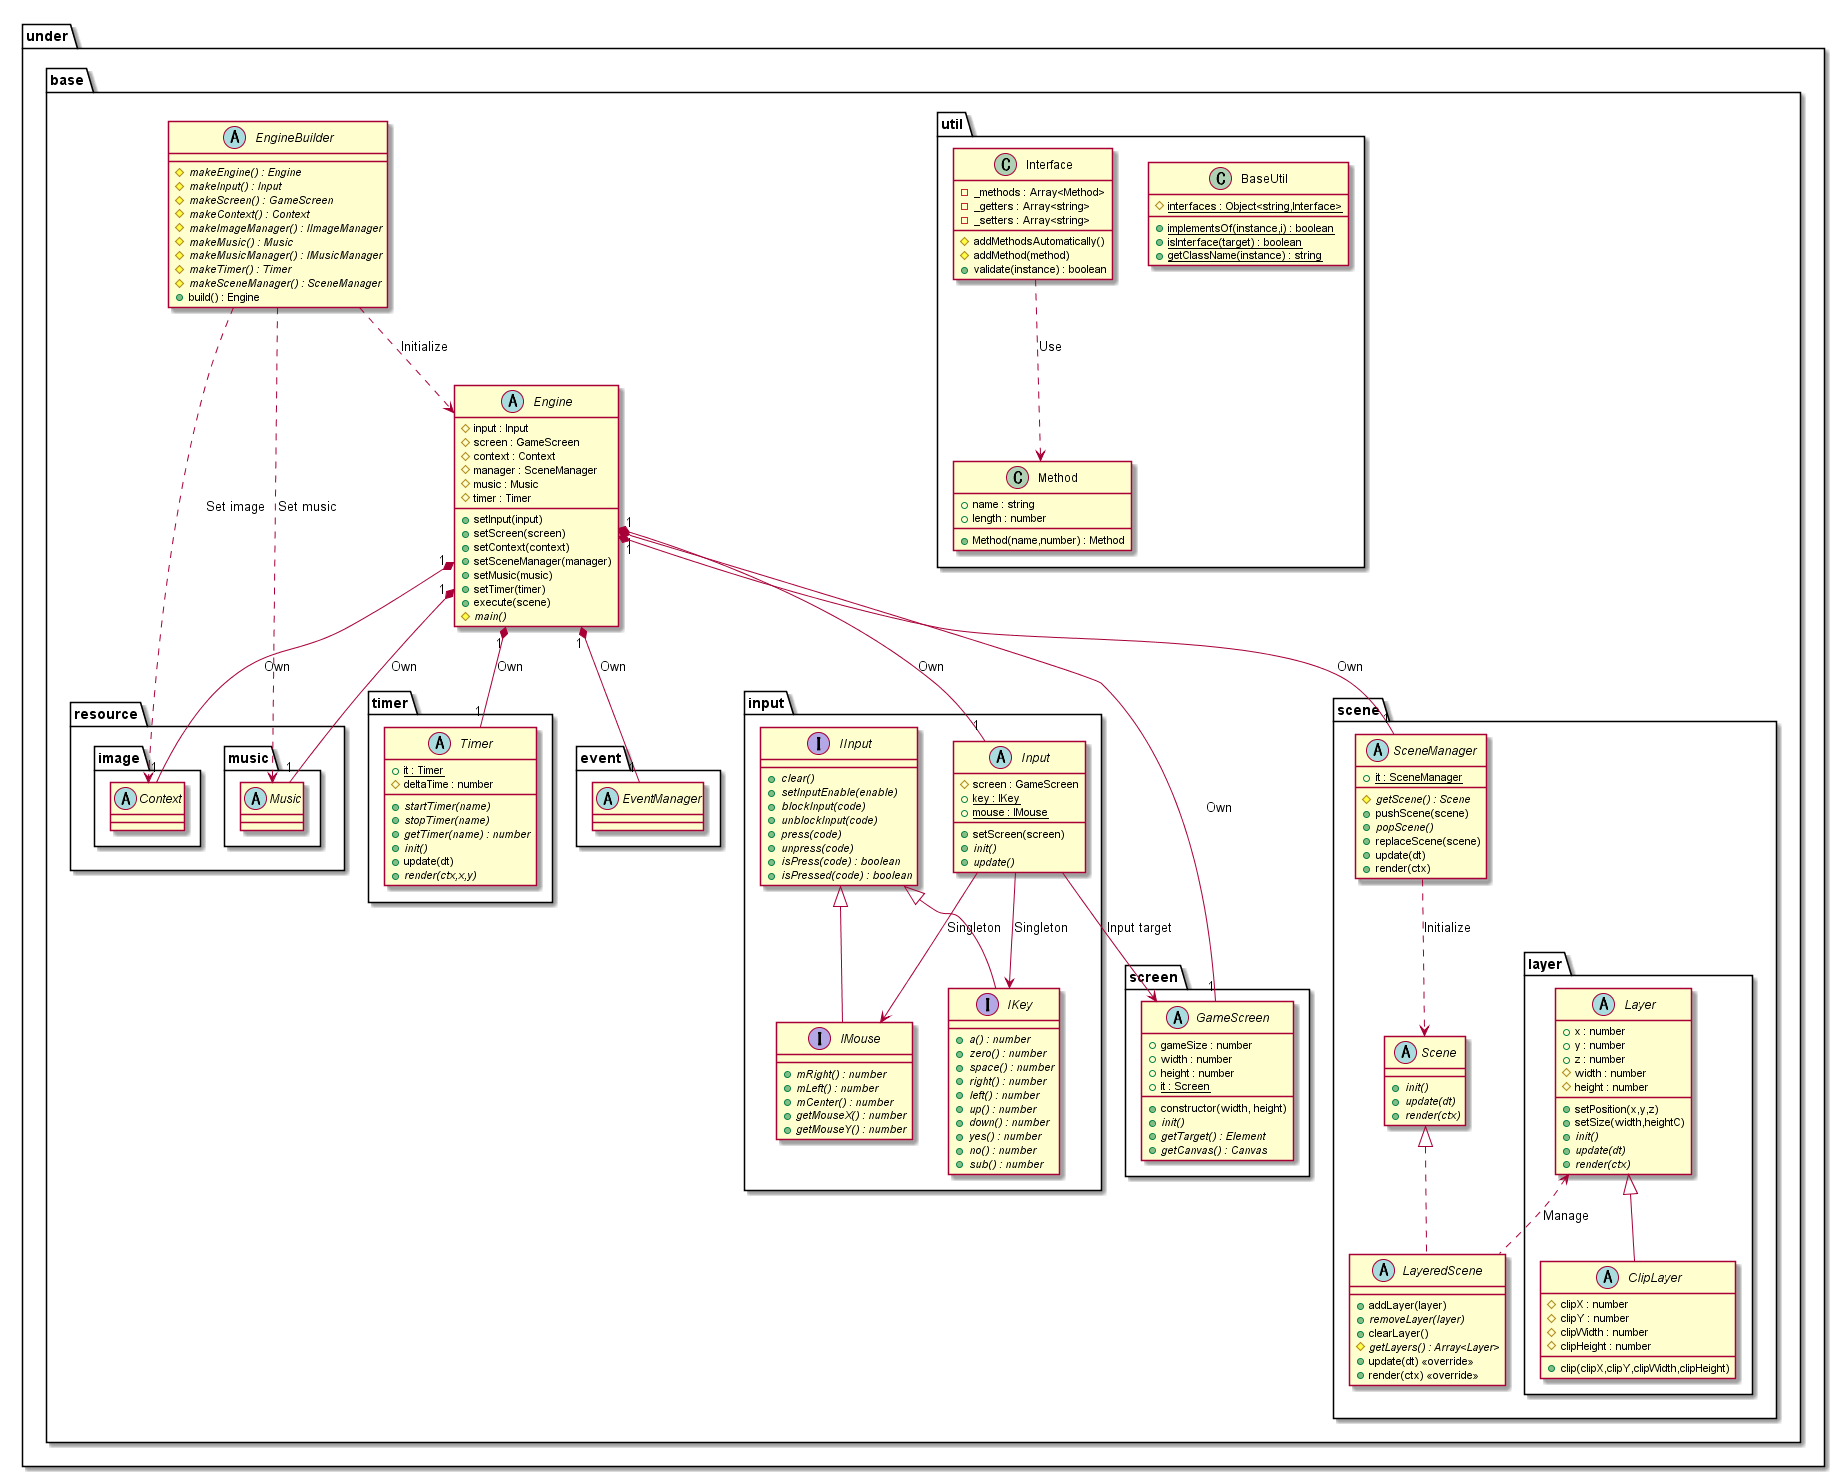 under
base
A EngineBuilder
makeEngine() : Engine
makeInput() : Input
makeScreen() : GameScreen
makeContext() : Context
makeImageManager() : IImageManager
makeMusic() : Music
makeMusicManager() : IMusicManager
makeTimer() : Timer
makeSceneManager() : SceneManager
build() : Engine
util
C Interface
_methods : Array<Method>
_getters : Array<string>
_setters : Array<string>
addMethodsAutomatically()
addMethod(method)
validate(instance) : boolean
C BaseUtil
interfaces : Object<string,Interface>
implementsOf(instance,i) : boolean
isInterface(target) : boolean
getClassName(instance) : string
Use
C Method
name : string
length : number
Method(name,number) : Method
Initialize
Set image
Set music
A Engine
input : Input
screen : GameScreen
context : Context
manager : SceneManager
music : Music
timer : Timer
setInput(input)
setScreen(screen)
setContext(context)
setSceneManager(manager)
setMusic(music)
setTimer(timer)
execute(scene)
main()
1
1
1
1
1
1
Own
Own
Own
Own
Own
Own
Own
resource
image
1
A Context
music
1
A Music
timer
1
A Timer
it : Timer
deltaTime : number
startTimer(name)
stopTimer(name)
getTimer(name) : number
init()
update(dt)
render(ctx,x,y)
event
1
A EventManager
input
I IInput
clear()
setInputEnable(enable)
blockInput(code)
unblockInput(code)
press(code)
unpress(code)
isPress(code) : boolean
isPressed(code) : boolean
1
A Input
screen : GameScreen
key : IKey
mouse : IMouse
setScreen(screen)
init()
update()
Singleton
Singleton
Input target
I IMouse
mRight() : number
mLeft() : number
mCenter() : number
getMouseX() : number
getMouseY() : number
I IKey
a() : number
zero() : number
space() : number
right() : number
left() : number
up() : number
down() : number
yes() : number
no() : number
sub() : number
screen
1
A GameScreen
gameSize : number
width : number
height : number
it : Screen
constructor(width, height)
init()
getTarget() : Element
getCanvas() : Canvas
scene
1
A SceneManager
it : SceneManager
getScene() : Scene
pushScene(scene)
popScene()
replaceScene(scene)
update(dt)
render(ctx)
Initialize
A Scene
init()
update(dt)
render(ctx)
layer
A Layer
x : number
y : number
z : number
width : number
height : number
setPosition(x,y,z)
setSize(width,heightC)
init()
update(dt)
render(ctx)
Manage
A LayeredScene
addLayer(layer)
removeLayer(layer)
clearLayer()
getLayers() : Array<Layer>
update(dt) «override»
render(ctx) «override»
A ClipLayer
clipX : number
clipY : number
clipWidth : number
clipHeight : number
clip(clipX,clipY,clipWidth,clipHeight)